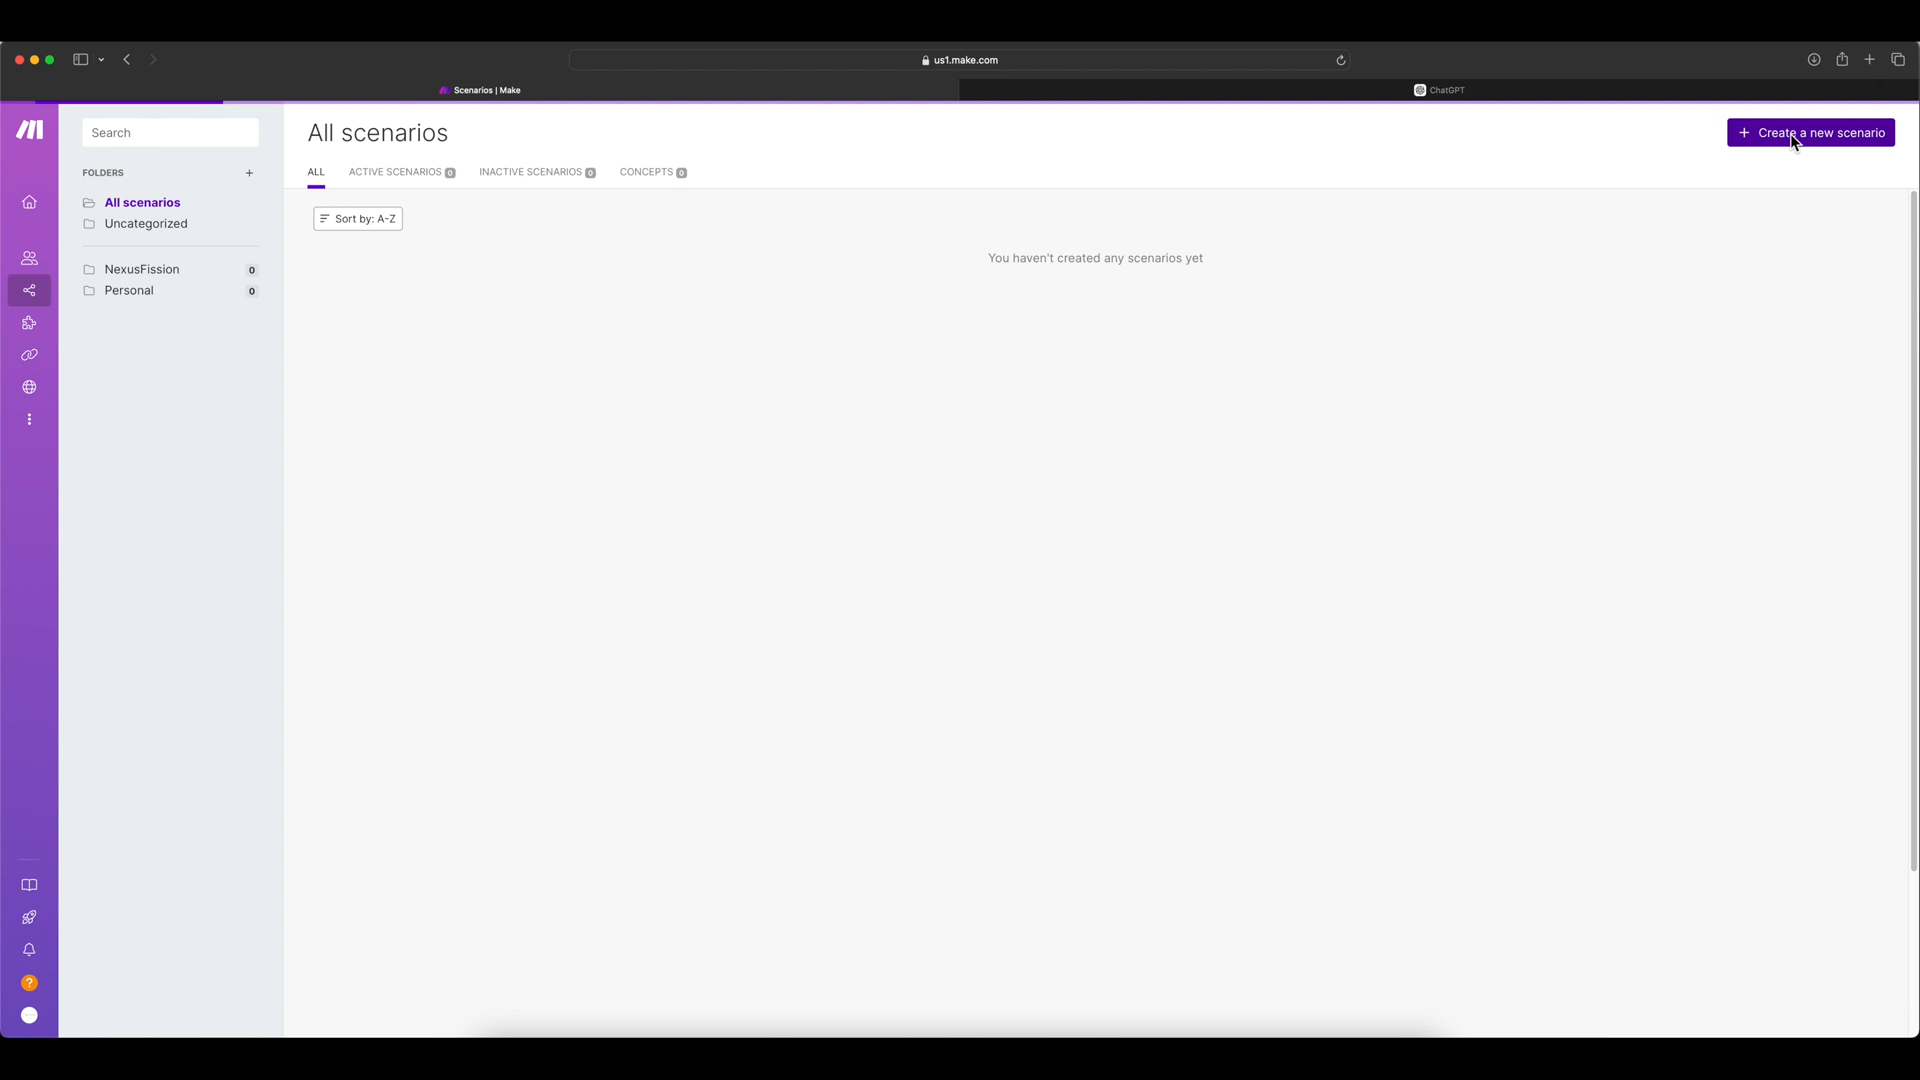 us1.make.com
Scenarios | Make
ChatGPT
Search
All scenarios
+ Create a new scenario
FOLDERS +
ALL ACTIVE SCENARIOS 0 INACTIVE SCENARIOS 0 CONCEPTS 0
All scenarios
Uncategorized
Sort by: A-Z
You haven't created any scenarios yet
NexusFission 0
Personal 0
?